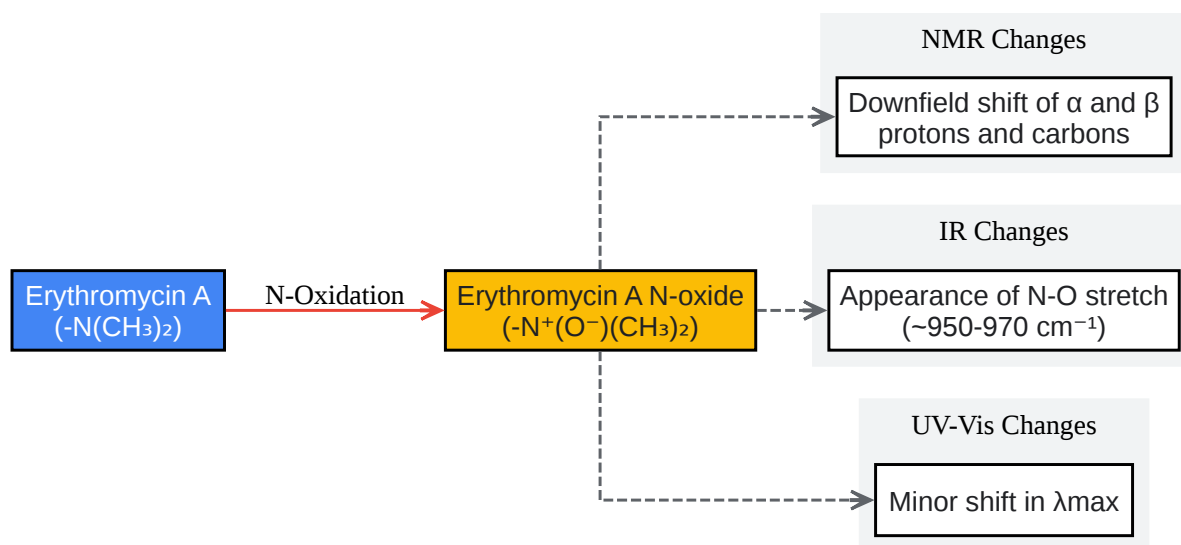 NMR Changes
Downfield shift of α and β
protons and carbons
IR Changes
Erythromycin A
(-N(CH₃)₂)
N-Oxidation
Erythromycin A N-oxide
(-N⁺(O⁻)(CH₃)₂)
Appearance of N-O stretch
(~950-970 cm⁻¹)
UV-Vis Changes
Minor shift in λmax